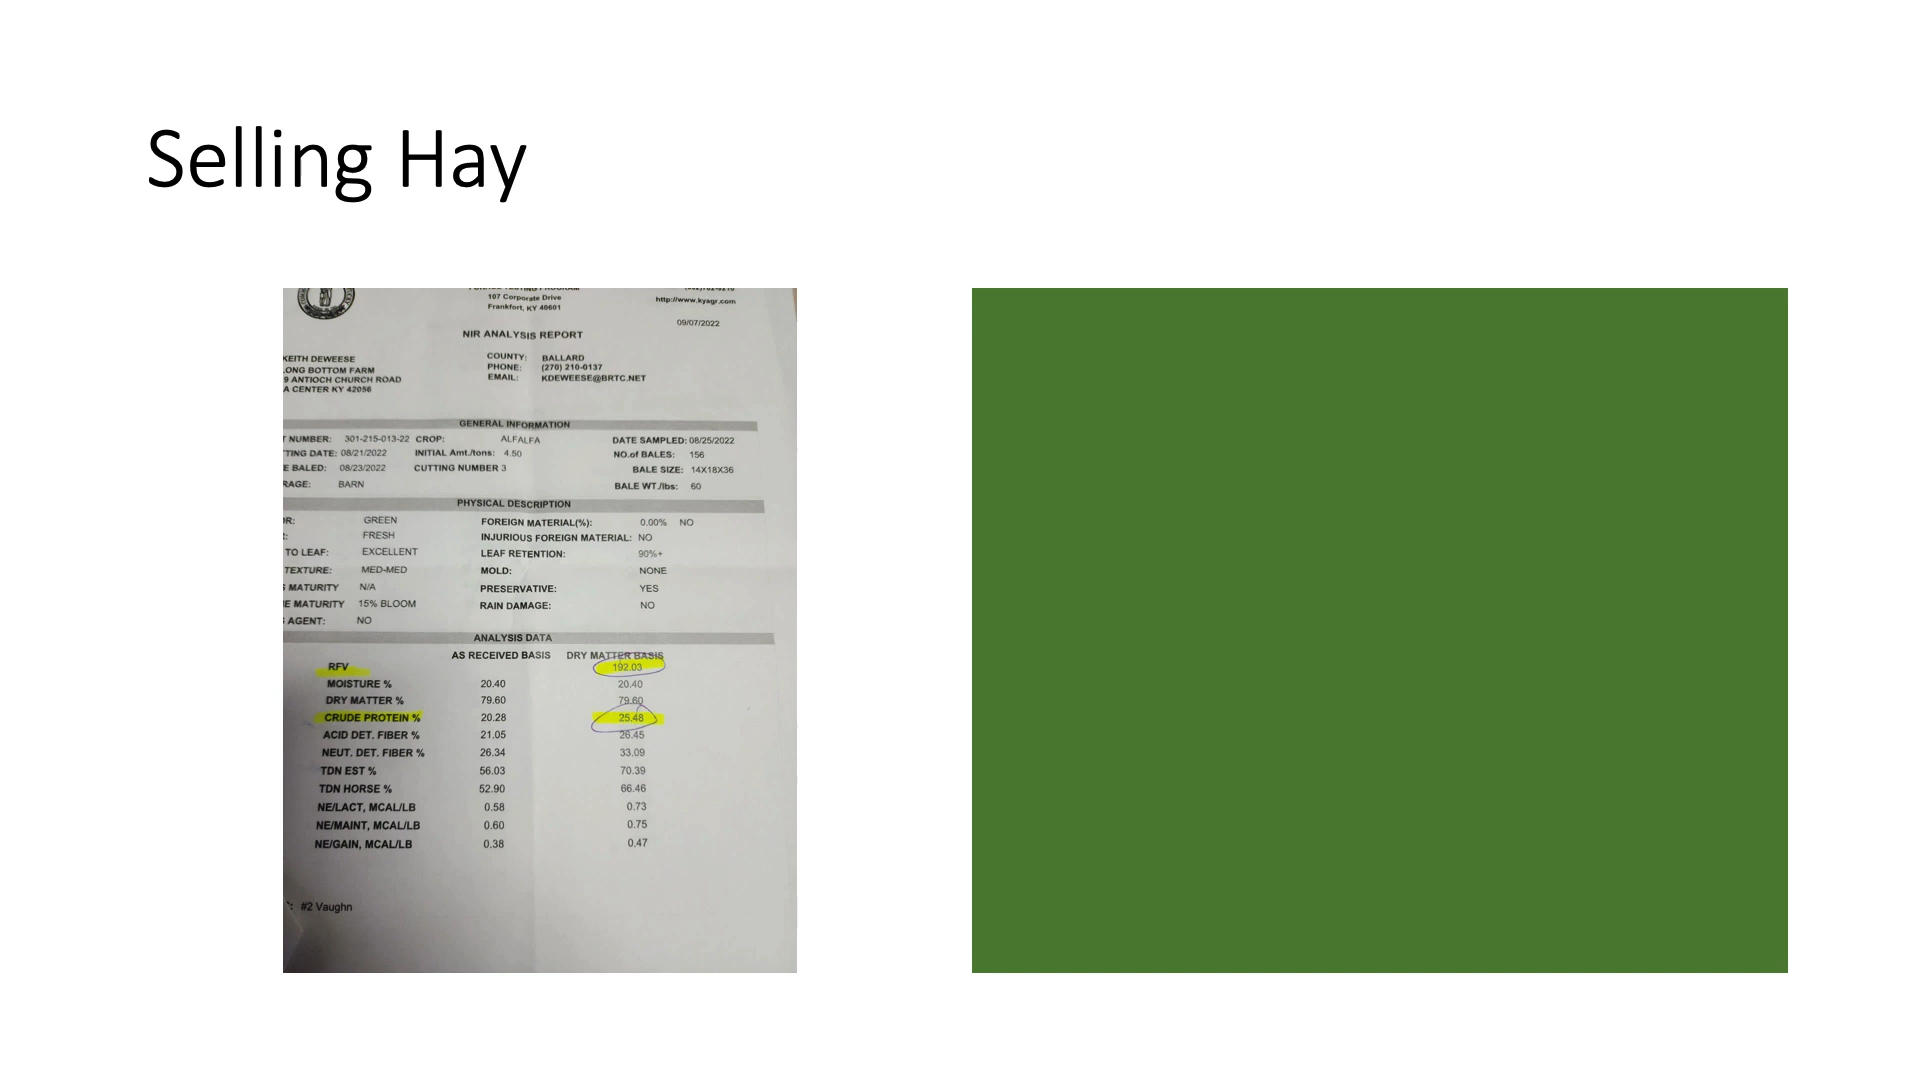 Selling Hay
107 Corporate Drive
Frankfort, KY 40601
http://www.kyagr.com
09/07/2022
NIR ANALYSIS REPORT
KEITH DEWEESE
LONG BOTTOM FARM
9 ANTIOCH CHURCH ROAD
A CENTER KY 42056
COUNTY: BALLARD
PHONE: (270) 210-0137
EMAIL: KDEWEESE@BRTC.NET
GENERAL INFORMATION
T NUMBER: 301-215-013-22 CROP: ALFALFA DATE SAMPLED: 08/25/2022
TTING DATE: 08/21/2022 INITIAL Amt./tons: 4.50 NO.of BALES: 156
E BALED: 08/23/2022 CUTTING NUMBER 3 BALE SIZE: 14X18X36
RAGE: BARN BALE WT./lbs: 60
PHYSICAL DESCRIPTION
OR: GREEN FOREIGN MATERIAL(%): 0.00% NO
: FRESH INJURIOUS FOREIGN MATERIAL: NO
TO LEAF: EXCELLENT LEAF RETENTION: 90%+
TEXTURE: MED-MED MOLD: NONE
S MATURITY N/A PRESERVATIVE: YES
E MATURITY 15% BLOOM RAIN DAMAGE: NO
AGENT: NO
ANALYSIS DATA
AS RECEIVED BASIS DRY MATTER BASIS
RFV 192.03
MOISTURE % 20.40 20.40
DRY MATTER % 79.60 79.60
CRUDE PROTEIN % 20.28 25.48
ACID DET. FIBER % 21.05 26.45
NEUT. DET. FIBER % 26.34 33.09
TDN EST % 56.03 70.39
TDN HORSE % 52.90 66.46
NE/LACT, MCAL/LB 0.58 0.73
NE/MAINT, MCAL/LB 0.60 0.75
NE/GAIN, MCAL/LB 0.38 0.47
: #2 Vaughn